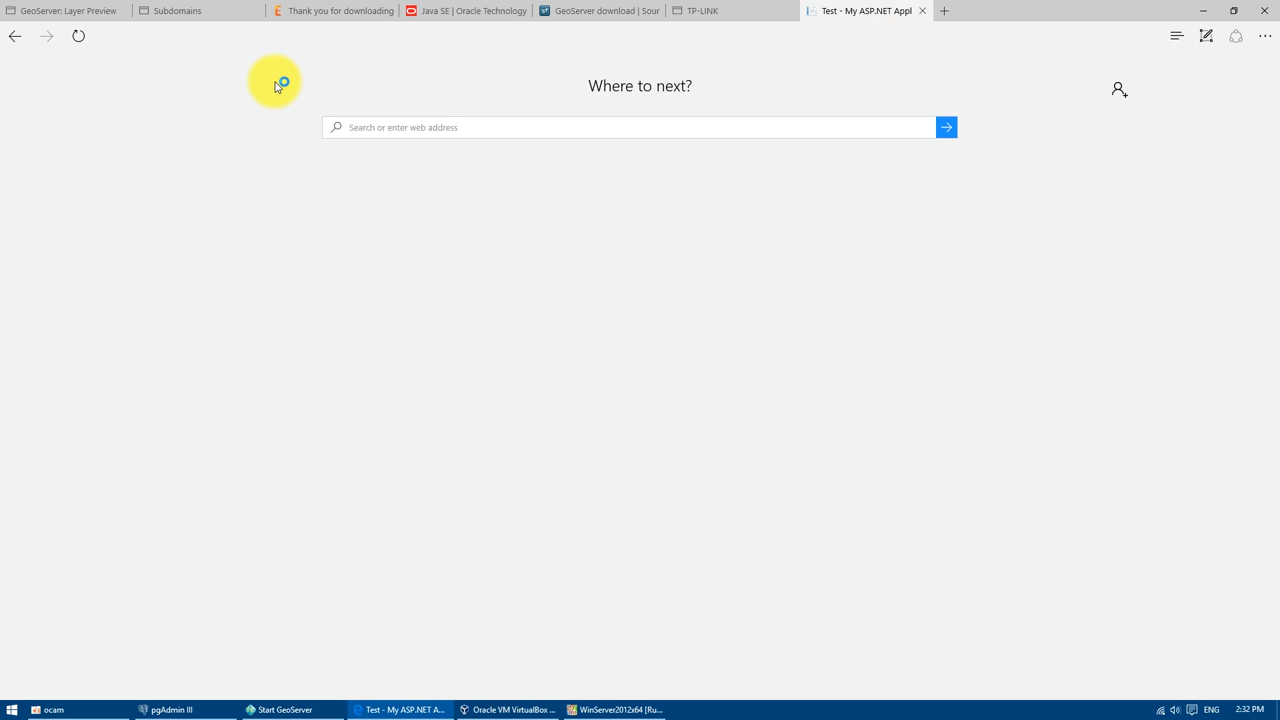 GeoServer: Layer Preview
Subdomains
Thank you for downloading
Java SE | Oracle Technology
GeoServer download | Sour
TP-LINK
Test - My ASP.NET Appl
Where to next?
Search or enter web address
ocam
pgAdmin III
Start GeoServer
Test - My ASP.NET A...
Oracle VM VirtualBox ...
WinServer2012x64 [Ru...
ENG
2:32 PM